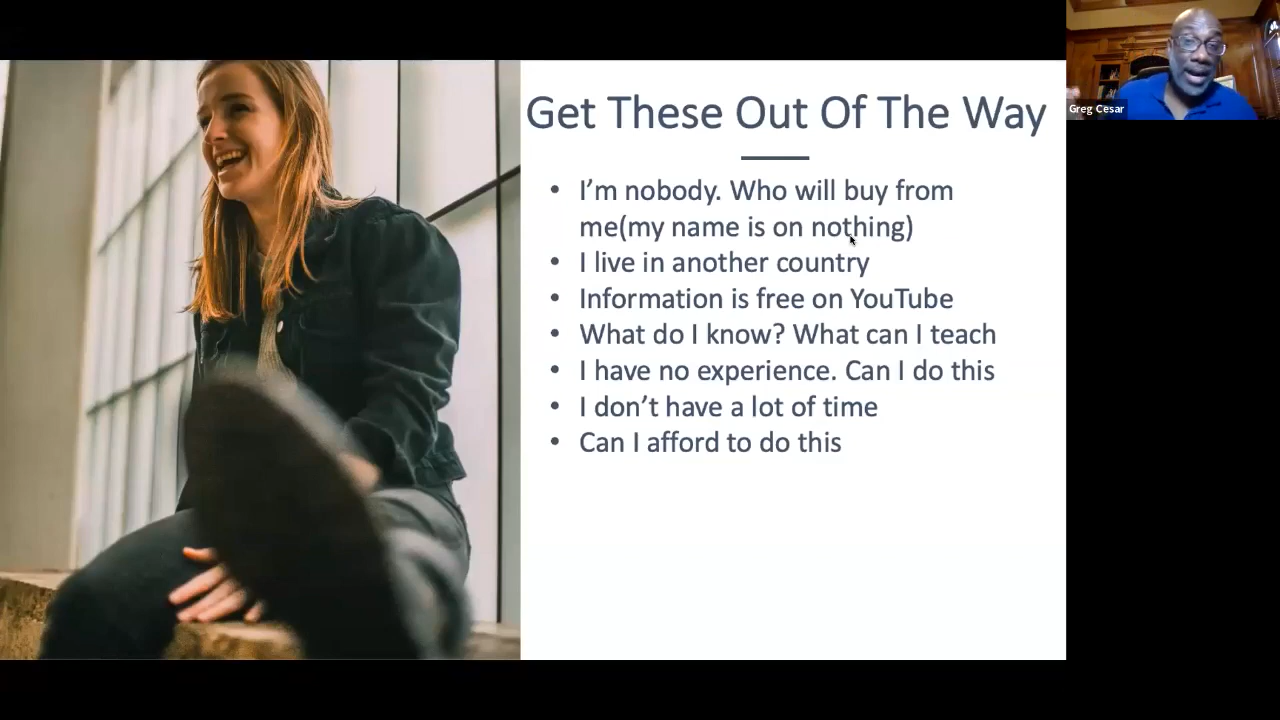 Get These Out Of The Way
• I’m nobody. Who will buy from
me(my name is on nothing)
• I live in another country
• Information is free on YouTube
• What do I know? What can I teach
• I have no experience. Can I do this
• I don’t have a lot of time
• Can I afford to do this
Greg Cesar